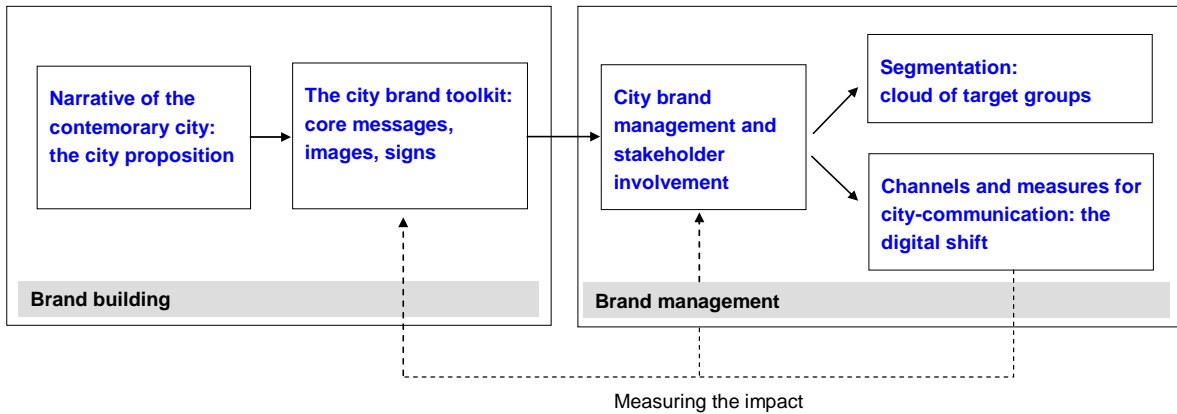 Narrative of the
contemorary city:
the city proposition
The city brand toolkit:
core messages,
images, signs
Brand building
City brand
management and
stakeholder
involvement
Segmentation:
cloud of target groups
Channels and measures for
city-communication: the
digital shift
Brand management
Measuring the impact